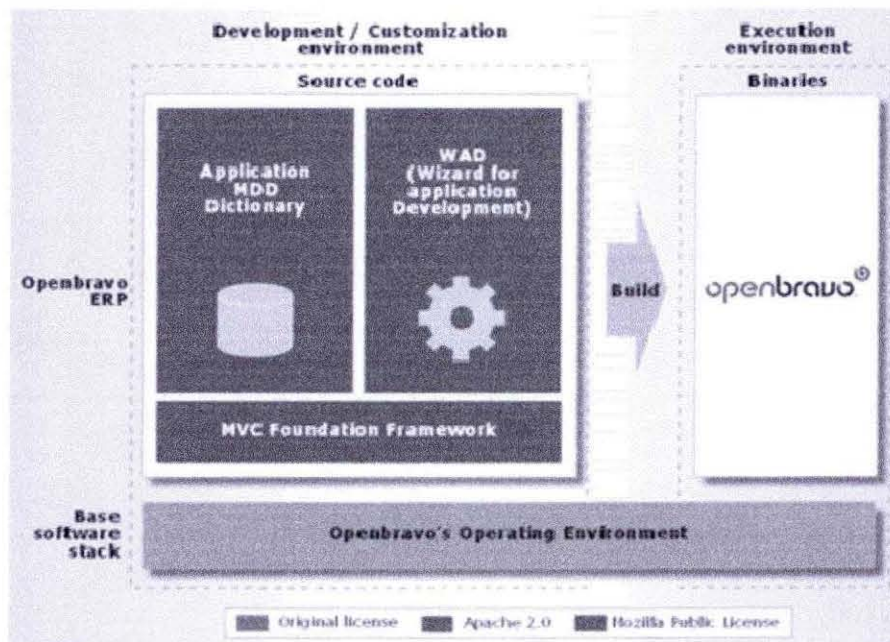 Development / Customization
environment
Execution
environment
Source code
Binaries
Application
MDD
Dictionary
WAD
(Wizard for
application
Development)
Openbravo
ERP
Build
openbravo
MVC Foundation Framework
Base
software
stack
Openbravo's Operating Environment
Original license
Apache 2.0
Mozilla Public License